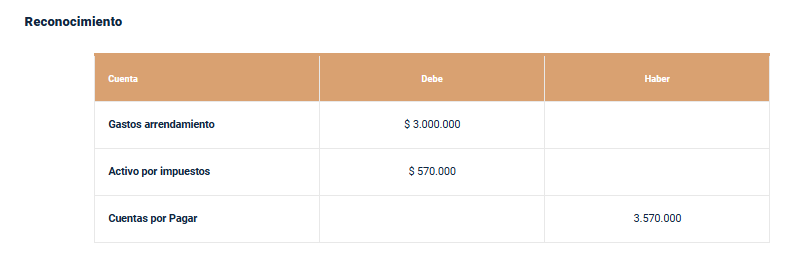 Reconocimiento
Cuenta Debe Haber
Gastos arrendamiento $ 3.000.000
Activo por impuestos $ 570.000
Cuentas por Pagar 3.570.000